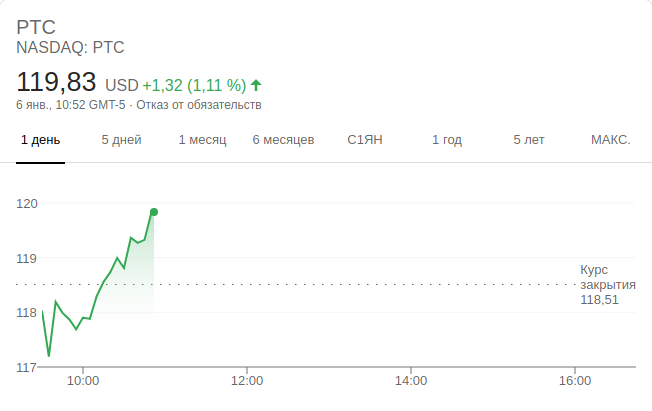 PTC
NASDAQ: PTC
119,83 USD +1,32 (1,11 %)
6 янв., 10:52 GMT-5 · Отказ от обязательств
1 день 5 дней 1 месяц 6 месяцев С1ЯН 1 год 5 лет МАКС.
120
119
118
117
Курс
закрытия
118,51
10:00 12:00 14:00 16:00